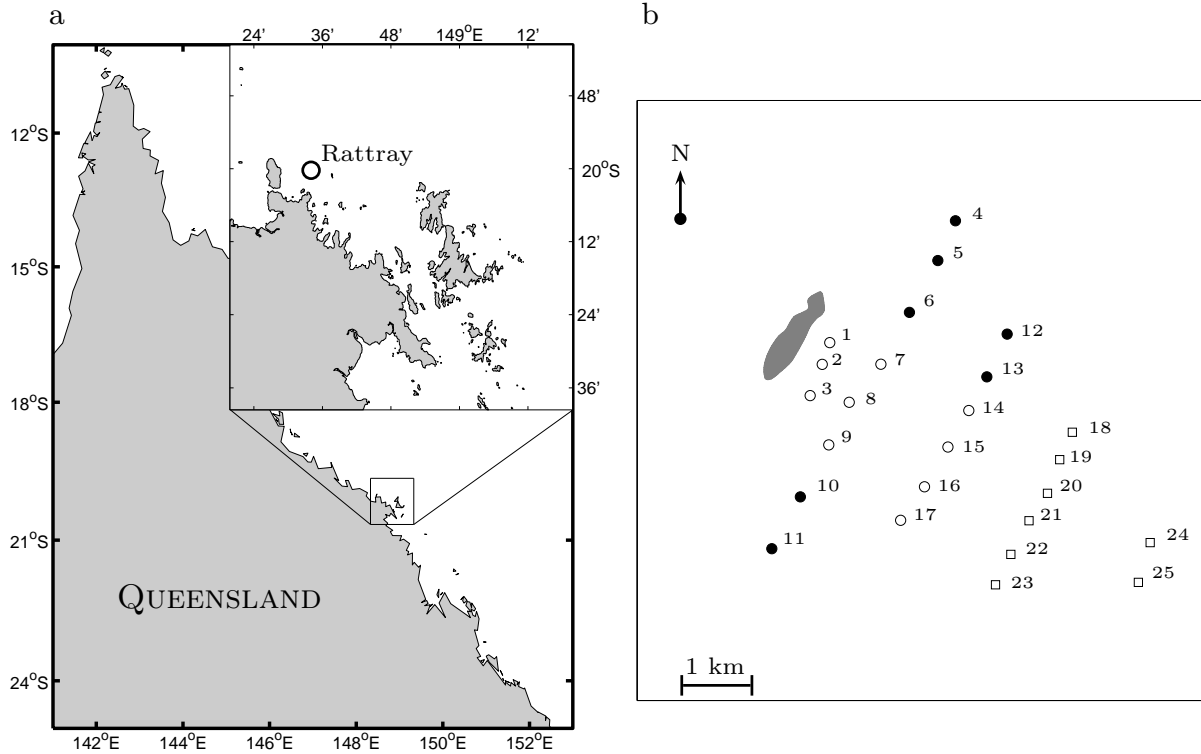 a
24' 36' 48' 149°E 12'
48'
12°S
Rattray
20°S
12'
15°S
24'
36'
18°S
21°S
QUEENSLAND
24°S
142°E 144°E 146°E 148°E 150°E 152°E
b
N
4
5
6
12
1
2 7
13
3 8
14
18
9 15
19
10 16 20
17 21
11 24
22
25
23
1 km